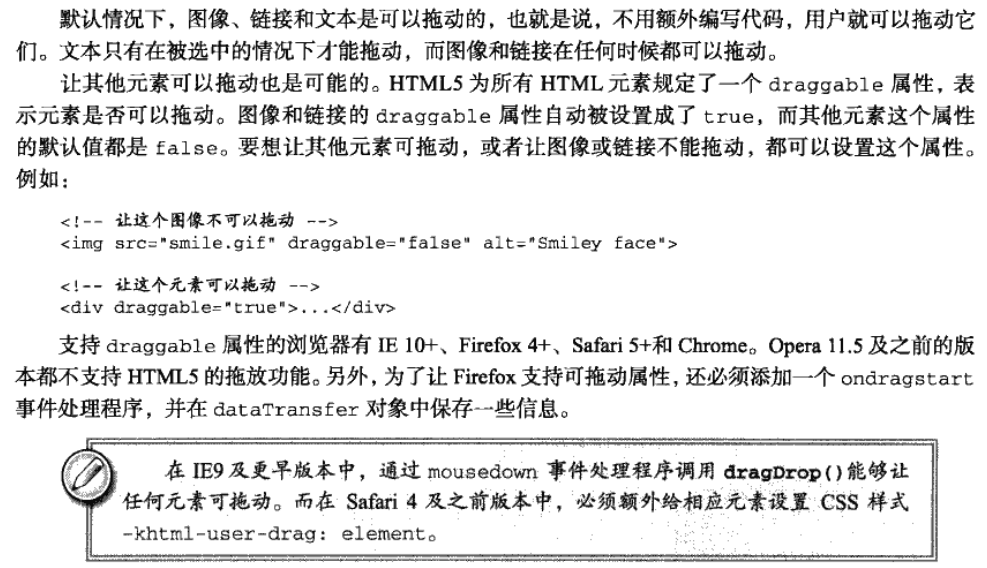 默认情况下，图像、链接和文本是可以拖动的，也就是说，不用额外编写代码，用户就可以拖动它
们。文本只有在被选中的情况下才能拖动，而图像和链接在任何时候都可以拖动。
让其他元素可以拖动也是可能的。HTML5 为所有 HTML 元素规定了一个 draggable 属性，表
示元素是否可以拖动。图像和链接的 draggable 属性自动被设置成了 true，而其他元素这个属性
的默认值都是 false。要想让其他元素可拖动，或者让图像或链接不能拖动，都可以设置这个属性。
例如：
<!-- 让这个图像不可以拖动 -->
<img src="smile.gif" draggable="false" alt="Smiley face">
<!-- 让这个元素可以拖动 -->
<div draggable="true">...</div>
支持 draggable 属性的浏览器有 IE 10+、Firefox 4+、Safari 5+和 Chrome。Opera 11.5 及之前的版
本都不支持 HTML5 的拖放功能。另外，为了让 Firefox 支持可拖动属性，还必须添加一个 ondragstart
事件处理程序，并在 dataTransfer 对象中保存一些信息。
在 IE9 及更早版本中，通过 mousedown 事件处理程序调用 dragDrop()能够让
任何元素可拖动。而在 Safari 4 及之前版本中，必须额外给相应元素设置 CSS 样式
-khtml-user-drag: element。